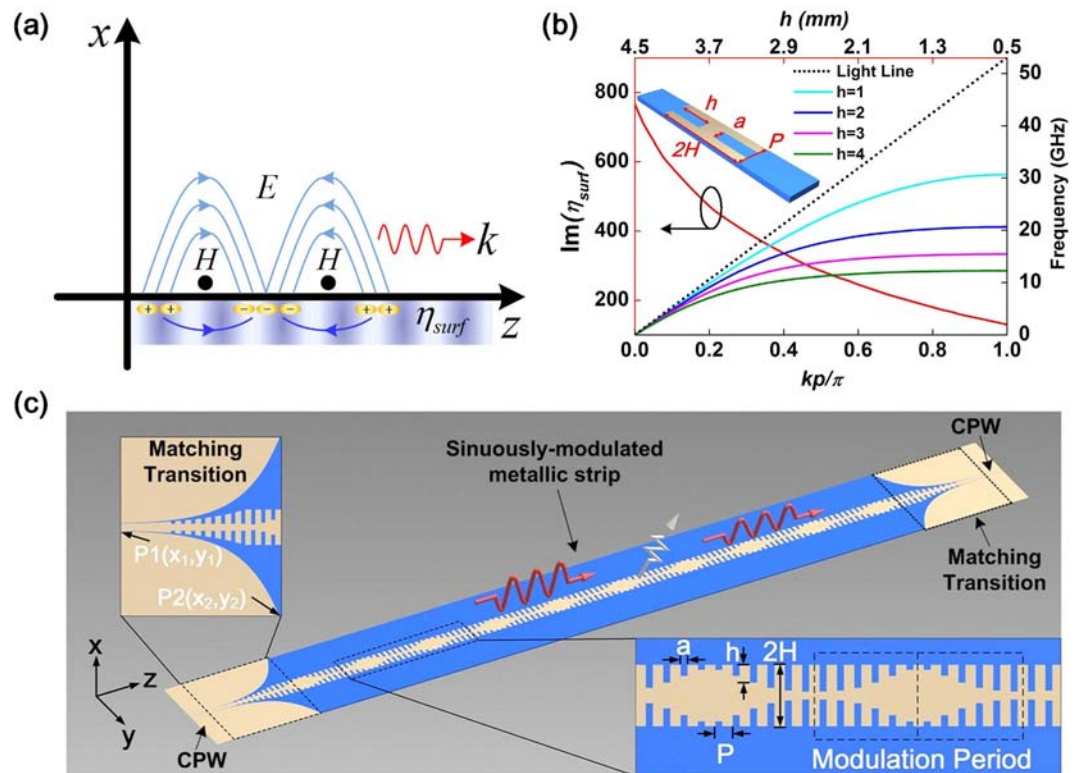 (a)
x
E
H
H
k
+ + − − − + +
η_surf
z
(b)
h (mm)
4.5 3.7 2.9 2.1 1.3 0.5
Light Line
h=1
h=2
h=3
h=4
h
a
P
2H
800
600
400
200
Im(η_surf)
50
40
30
20
10
0
Frequency (GHz)
0.0 0.2 0.4 0.6 0.8 1.0
kp/π
(c)
Matching
Transition
P1(x₁,y₁)
P2(x₂,y₂)
Sinuously-modulated
metallic strip
CPW
Matching
Transition
x
z
y
CPW
a
h
2H
P
Modulation Period